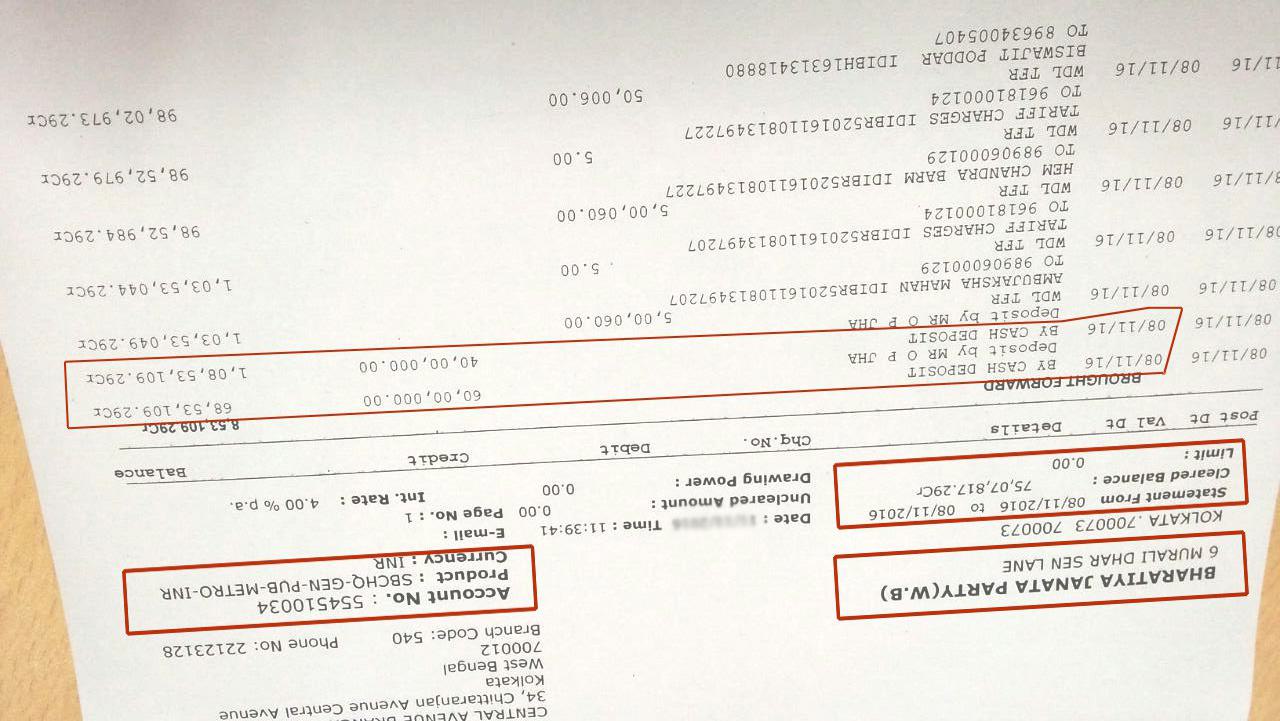 CENTRAL AVENUE
34, Chittaranjan Central Avenue
Kolkata
West Bengal
700012
Branch Code: 540 Phone No: 22123128
BHARATIYA JANATA PARTY(W.B)
6 MURALI DHAR SEN LANE
KOLKATA .700073 700073
Account No. : 554510034
Product : SBCHQ-GEN-PUB-METRO-INR
Currency : INR
E-mail :
Statement From 08/11/2016 to 08/11/2016
Cleared Balance : 75,07,817.29Cr
Limit : 0.00
Date : Time : 11:39:41
Uncleared Amount : 0.00
Drawing Power : 0.00
Page No. : 1
Int. Rate : 4.00 % p.a.
Post Dt Val Dt Details Chq.No. Debit Credit Balance
BROUGHT FORWARD 8,53,109.29Cr
08/11/16 08/11/16 BY CASH DEPOSIT 60,00,000.00 68,53,109.29Cr
Deposit by MR O P JHA
08/11/16 08/11/16 BY CASH DEPOSIT 40,00,000.00 1,08,53,109.29Cr
Deposit by MR O P JHA
08/11/16 08/11/16 WDL TFR 5,00,060.00 1,03,53,049.29Cr
AMBUJAKSHA MAHAN IDIBR52016110813497207
TO 98906000129
08/11/16 08/11/16 WDL TFR 5.00 1,03,53,044.29Cr
TARIFF CHARGES IDIBR52016110813497207
TO 96181000124
08/11/16 08/11/16 WDL TFR 5,00,060.00 98,52,984.29Cr
HEM CHANDRA BARM IDIBR52016110813497227
TO 98906000129
11/16 08/11/16 WDL TFR 5.00 98,52,979.29Cr
TARIFF CHARGES IDIBR52016110813497227
TO 96181000124
11/16 08/11/16 WDL TFR 50,006.00 98,02,973.29Cr
BISWAJIT PODDAR IDIBH16313418880
TO 89634005407